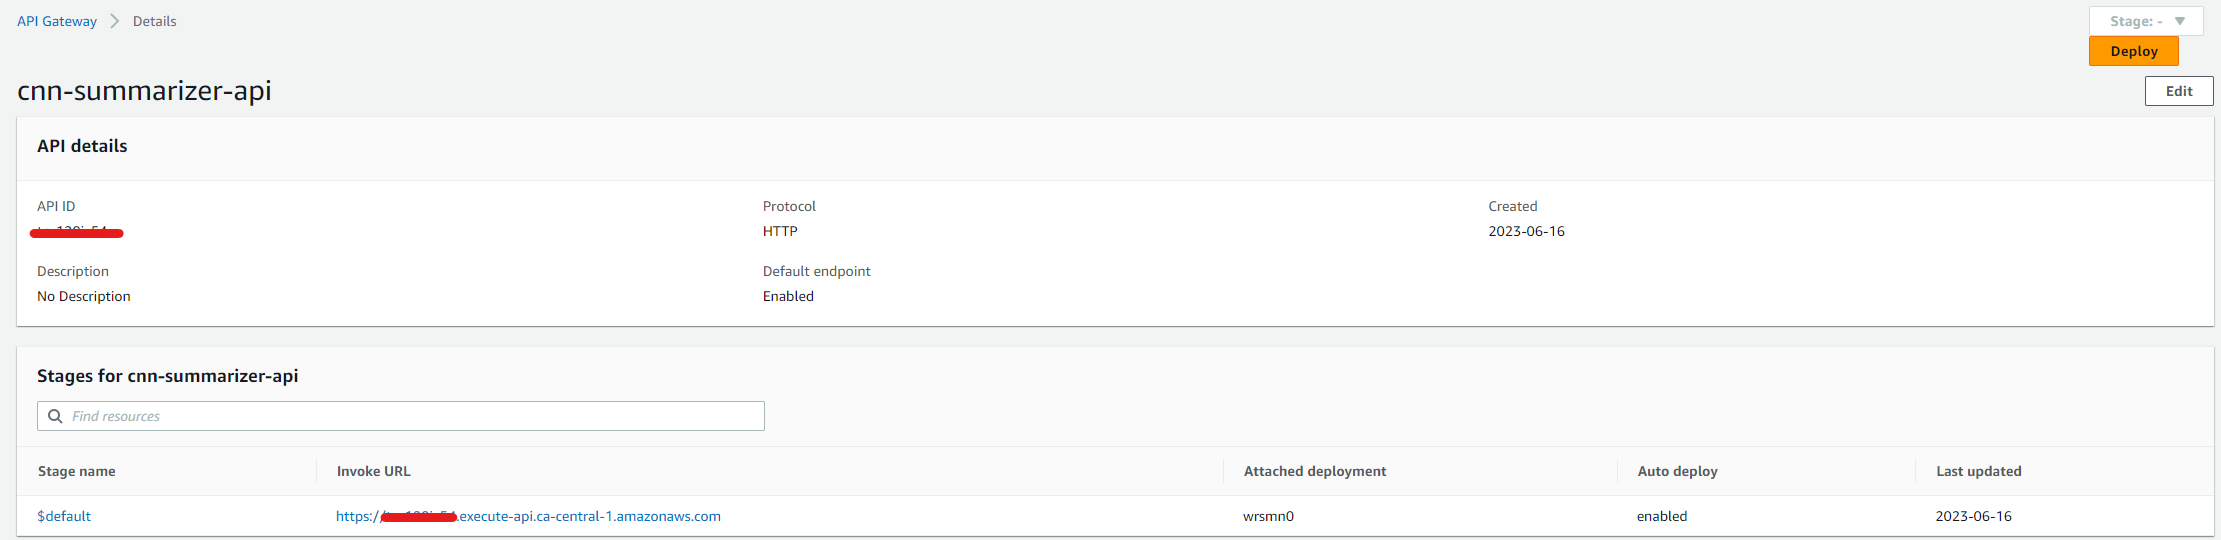 API Gateway > Details
Stage: - ▼
Deploy
cnn-summarizer-api
Edit
API details
API ID
Protocol
Created
HTTP
2023-06-16
Description
Default endpoint
No Description
Enabled
Stages for cnn-summarizer-api
Find resources
Stage name
Invoke URL
Attached deployment
Auto deploy
Last updated
$default
https:// .execute-api.ca-central-1.amazonaws.com
wrsmn0
enabled
2023-06-16